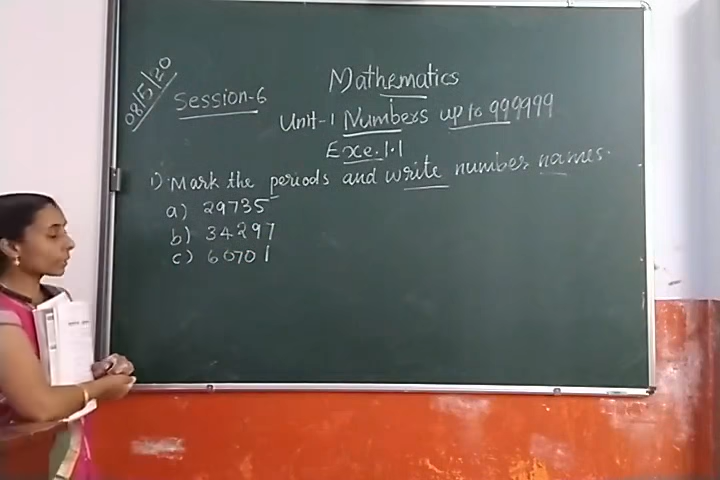 08/5/20
Session-6
Mathematics
Unit-1 Numbers up to 999999
Exe.1.1
1) Mark the periods and write number names.
a) 29735
b) 34297
c) 60701